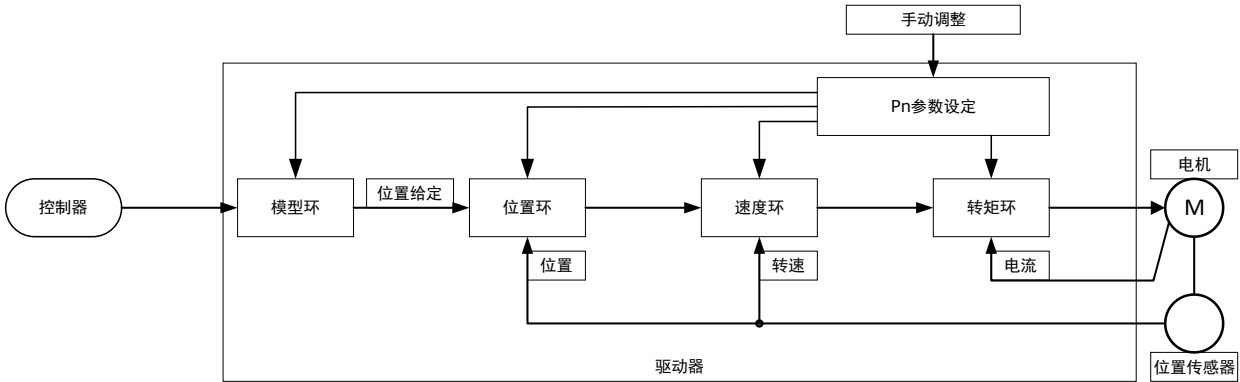 手动调整
Pn参数设定
电机
控制器
模型环
位置给定
位置环
速度环
转矩环
M
位置
转速
电流
驱动器
位置传感器